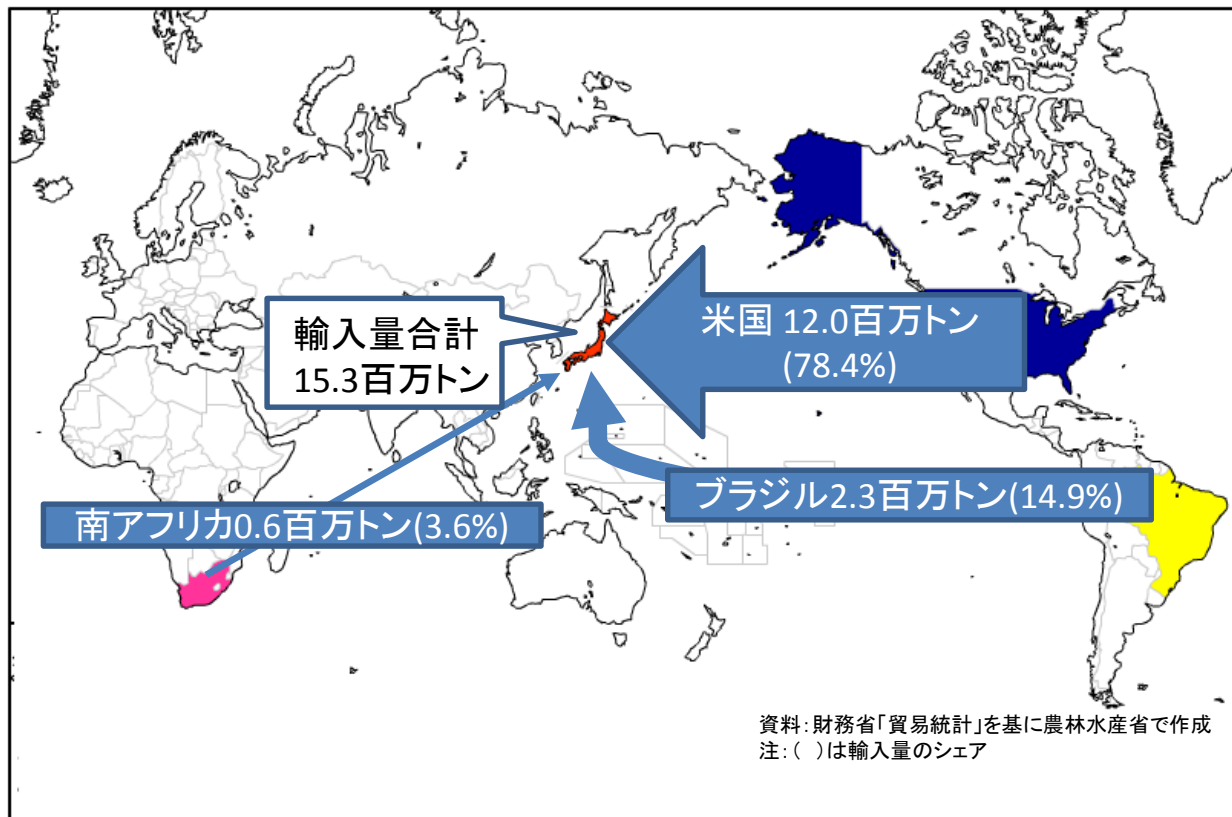 輸入量合計
15.3百万トン
米国 12.0百万トン
(78.4%)
ブラジル2.3百万トン(14.9%)
南アフリカ0.6百万トン(3.6%)
資料:財務省「貿易統計」を基に農林水産省で作成
注:( )は輸入量のシェア